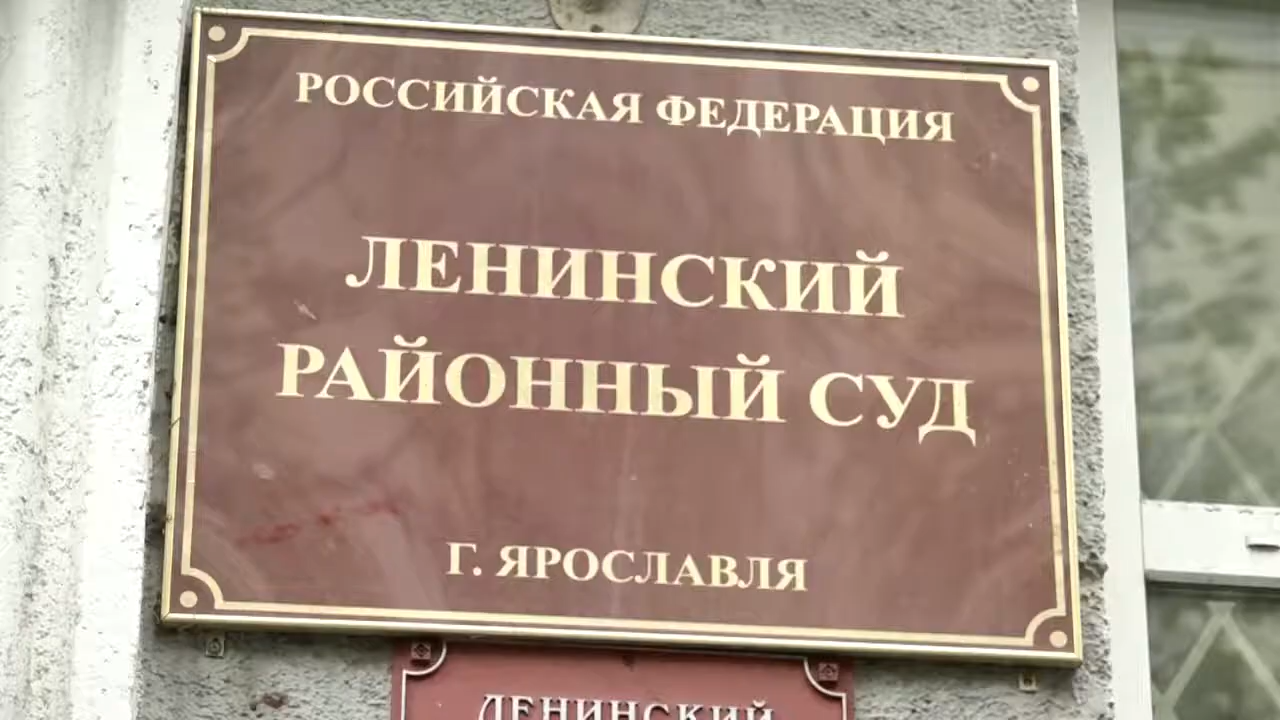 РОССИЙСКАЯ ФЕДЕРАЦИЯ
ЛЕНИНСКИЙ
РАЙОННЫЙ СУД
Г. ЯРОСЛАВЛЯ
ЛЕНИНСКИЙ